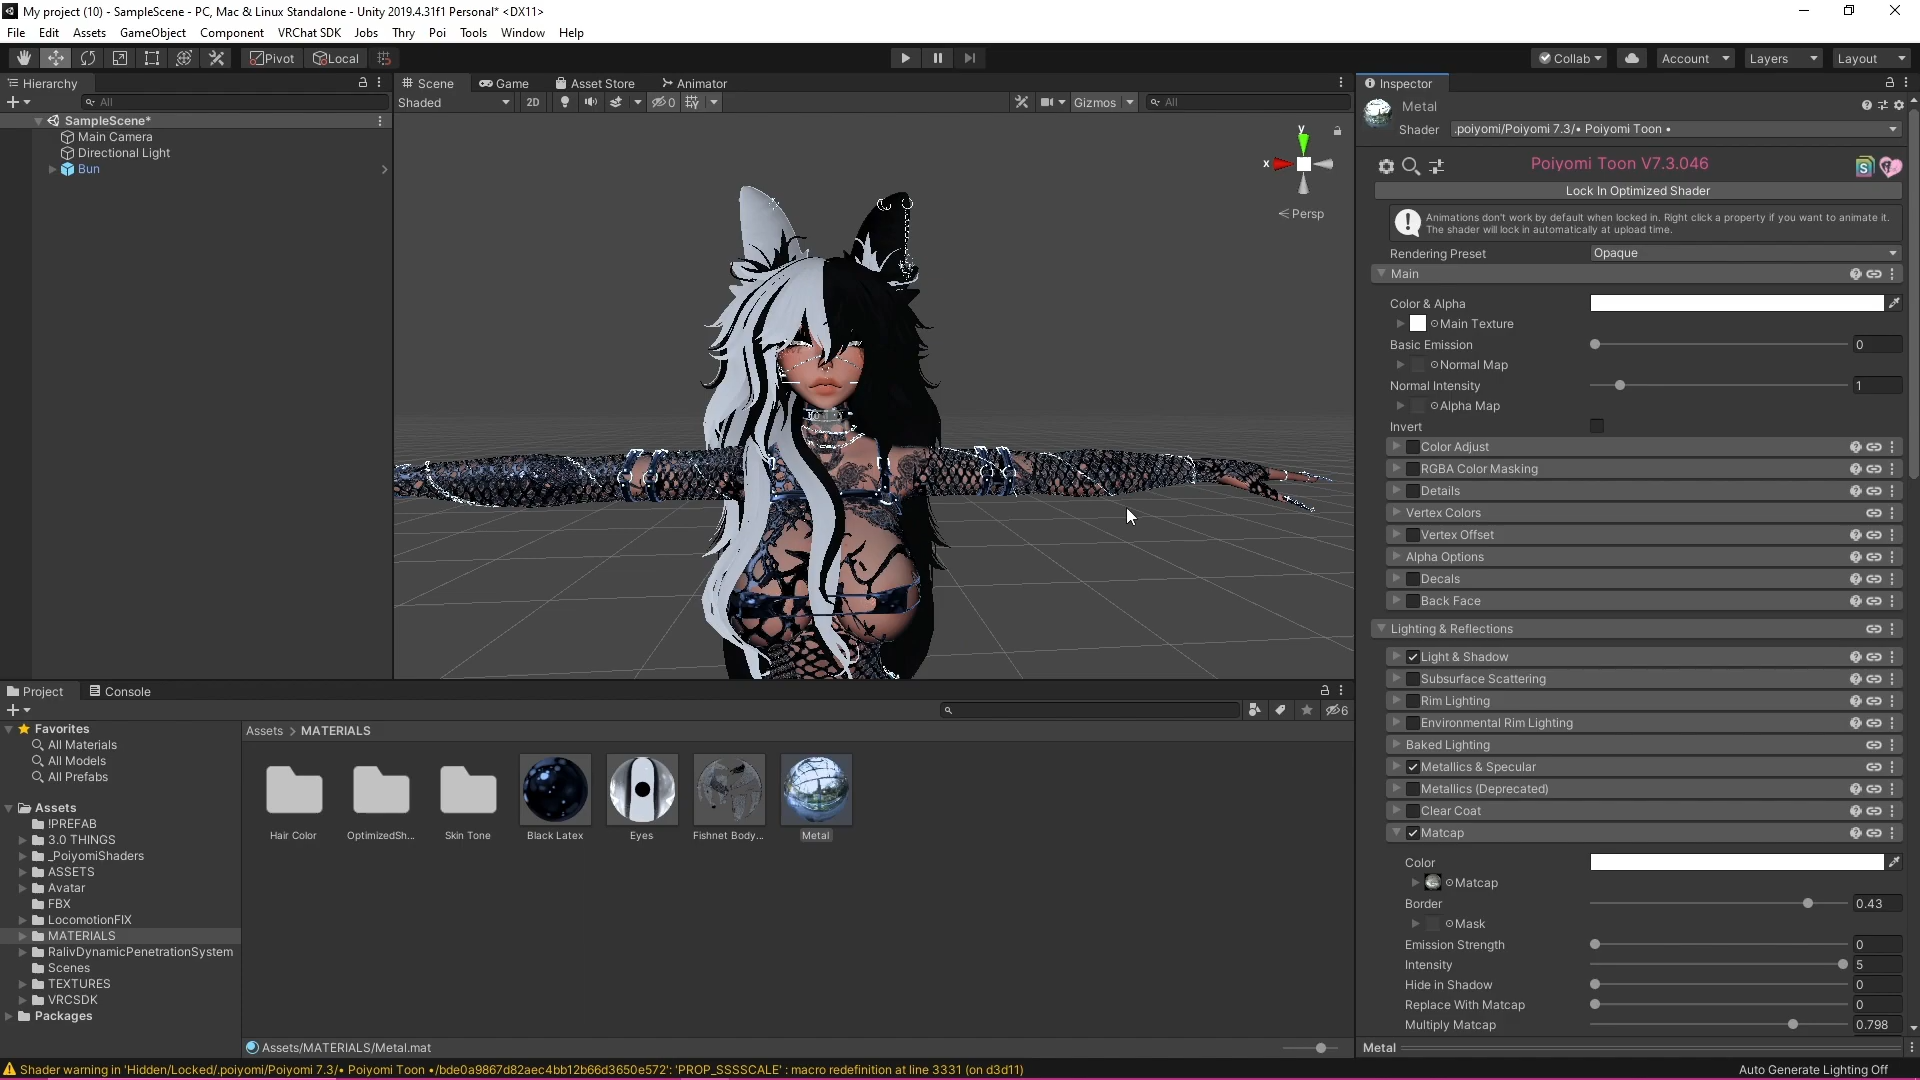 My project (10) - SampleScene - PC, Mac & Linux Standalone - Unity 2019.4.31f1 Personal* <DX11>
File Edit Assets GameObject Component VRChat SDK Jobs Thry Poi Tools Window Help
Pivot Local Collab Account Layers Layout
Hierarchy
All
SampleScene*
Main Camera
Directional Light
Bun
Scene Game Asset Store Animator
Shaded 2D 0 Gizmos All
y
x
Persp
Inspector
Metal
Shader .poiyomi/Poiyomi 7.3/• Poiyomi Toon •
Poiyomi Toon V7.3.046
Lock In Optimized Shader
Animations don't work by default when locked in. Right click a property if you want to animate it.
The shader will lock in automatically at upload time.
Rendering Preset Opaque
Main
Color & Alpha
Main Texture
Basic Emission 0
Normal Map
Normal Intensity 1
Alpha Map
Invert
Color Adjust
RGBA Color Masking
Details
Vertex Colors
Vertex Offset
Alpha Options
Decals
Back Face
Lighting & Reflections
Light & Shadow
Subsurface Scattering
Rim Lighting
Environmental Rim Lighting
Baked Lighting
Metallics & Specular
Metallics (Deprecated)
Clear Coat
Matcap
Color
Matcap
Border 0.43
Mask
Emission Strength 0
Intensity 5
Hide in Shadow 0
Replace With Matcap 0
Multiply Matcap 0.798
Metal
Project Console
6
Favorites
All Materials
All Models
All Prefabs
Assets
!PREFAB
3.0 THINGS
_PoiyomiShaders
ASSETS
Avatar
FBX
LocomotionFIX
MATERIALS
RalivDynamicPenetrationSystem
Scenes
TEXTURES
VRCSDK
Packages
Assets > MATERIALS
Hair Color OptimizedSh... Skin Tone Black Latex Eyes Fishnet Body... Metal
Assets/MATERIALS/Metal.mat
Shader warning in 'Hidden/Locked/.poiyomi/Poiyomi 7.3/• Poiyomi Toon •/bde0a9867d82aec4bb12b66d3650e572': 'PROP_SSSSCALE' : macro redefinition at line 3331 (on d3d11)
Auto Generate Lighting Off